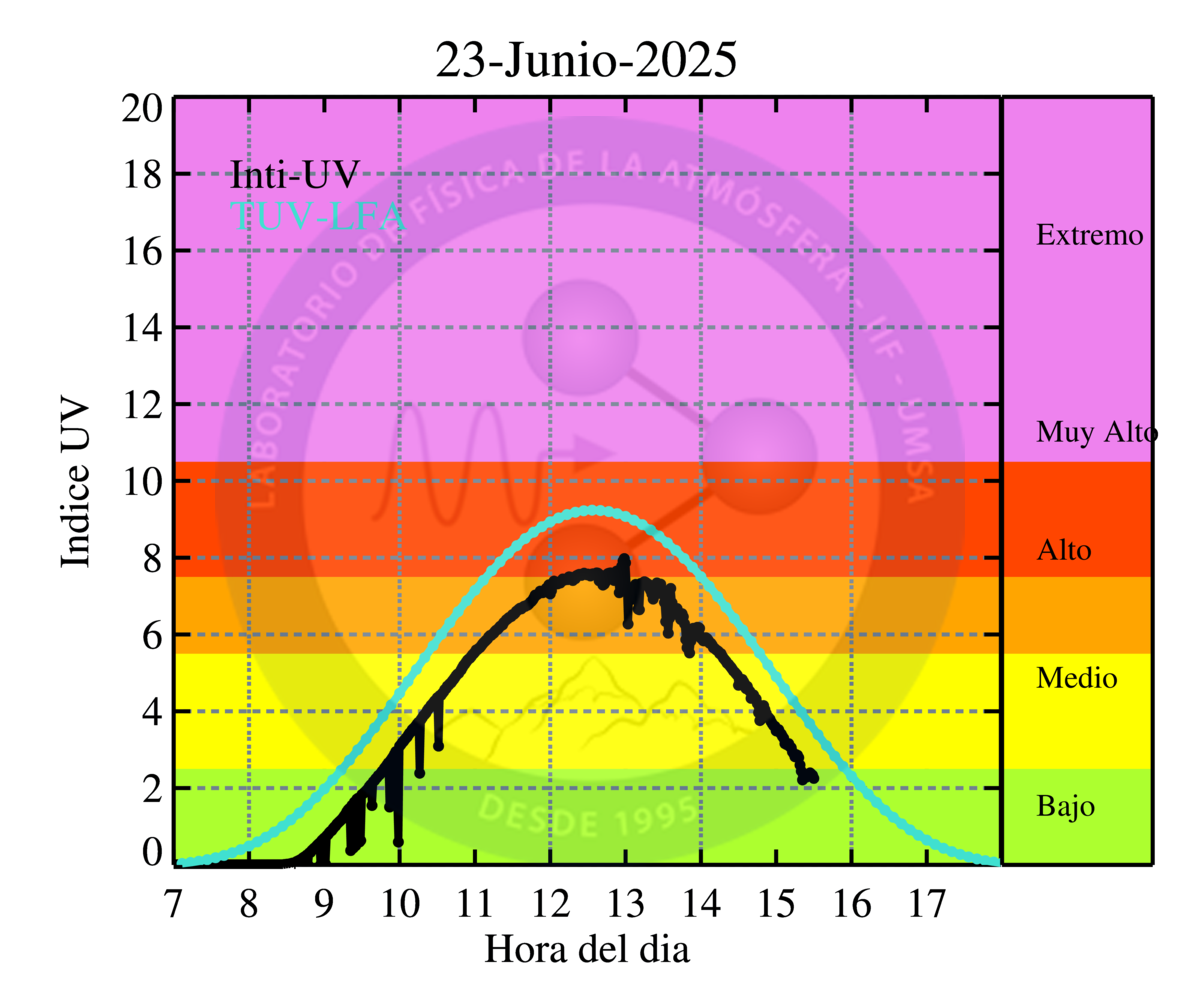 23-Junio-2025
Inti-UV
TUV-LFA
LABORATORIO DE FÍSICA DE LA ATMÓSFERA - IIF - UMSA
DESDE 1995
Indice UV
20
18
16
14
12
10
8
6
4
2
0
Extremo
Muy Alto
Alto
Medio
Bajo
7 8 9 10 11 12 13 14 15 16 17
Hora del dia